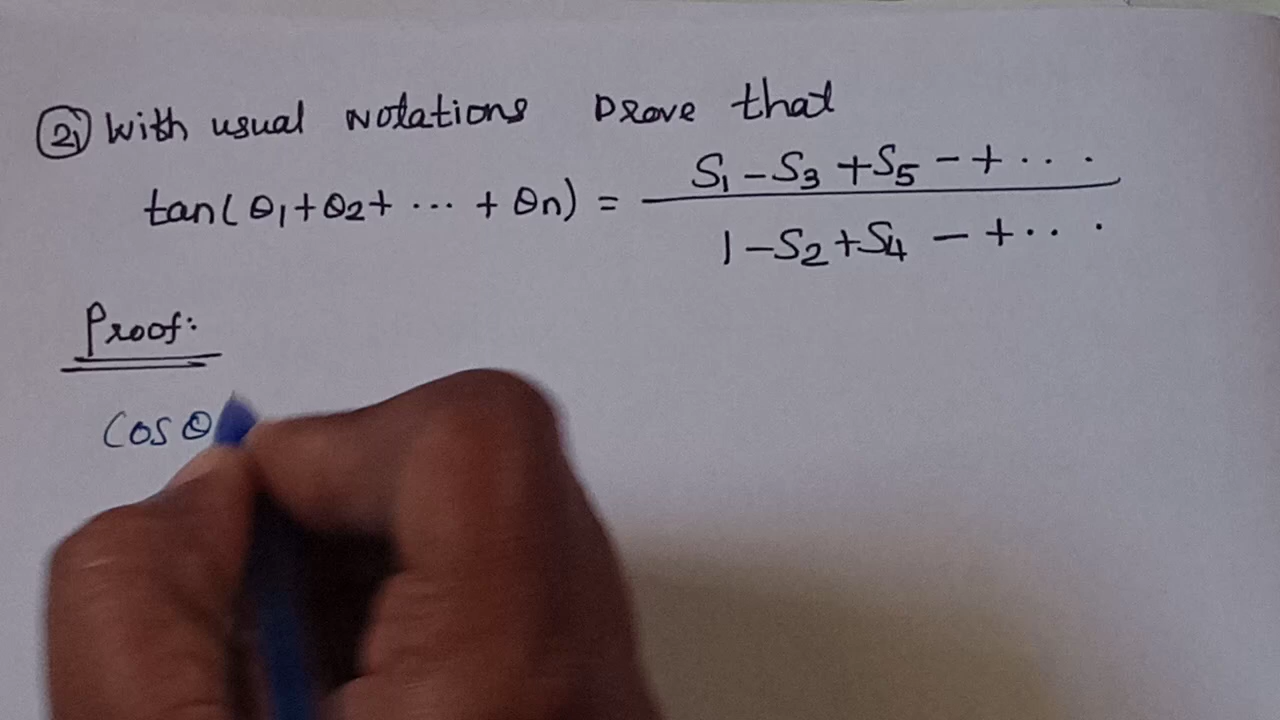 2) With usual Notations Prove that
tan(θ₁+θ₂+ ... + θn) = S₁ - S₃ + S₅ - + ... .
1 - S₂ + S₄ - + ... .
Proof:
Cos θ